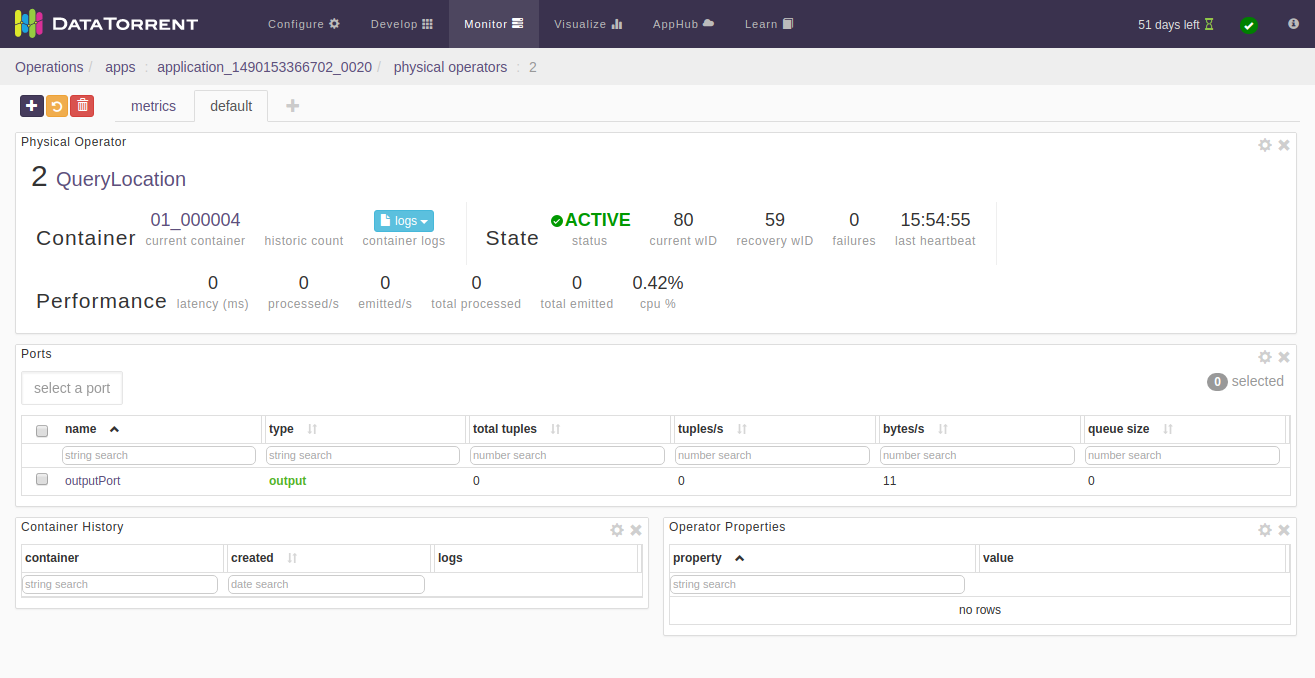 DATATORRENT Configure Develop Monitor Visualize AppHub Learn 51 days left
Operations / apps : application_1490153366702_0020 / physical operators : 2
metrics default
Physical Operator
2 QueryLocation
Container 01_000004 current container historic count logs container logs State ACTIVE status 80 current wID 59 recovery wID 0 failures 15:54:55 last heartbeat
Performance 0 latency (ms) 0 processed/s 0 emitted/s 0 total processed 0 total emitted 0.42% cpu %
Ports
select a port 0 selected
name type total tuples tuples/s bytes/s queue size
string search string search number search number search number search number search
outputPort output 0 0 11 0
Container History
container created logs
string search date search
Operator Properties
property value
string search
no rows